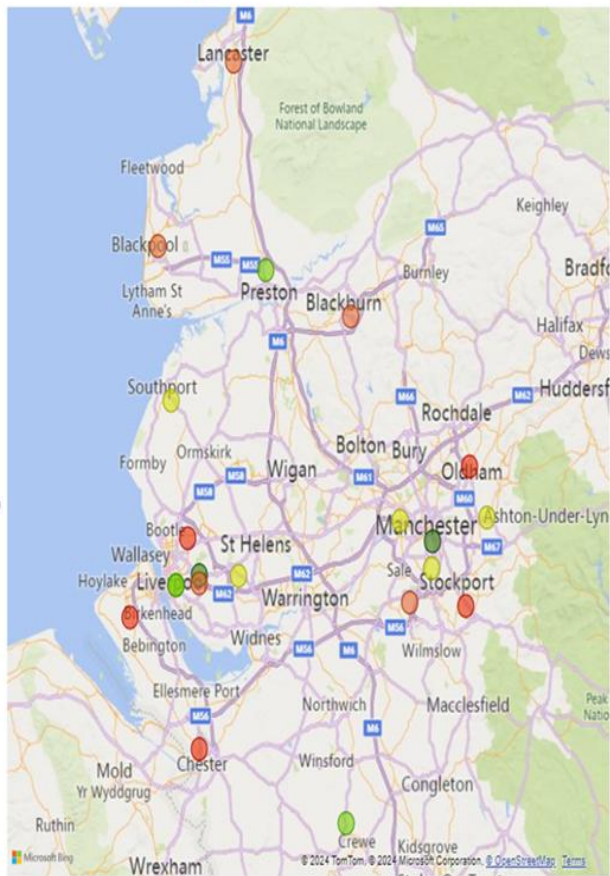 M6
Lancaster
Forest of Bowland
National Landscape
Fleetwood
Keighley
M65
Blackpool
M55
M55
Burnley
Bradf
Preston
Lytham St
Anne's
Blackburn
Halifax
M6
Dews
Southport
M66
M62
Huddersf
Rochdale
Formby
Ormskirk
Bolton
Bury
Wigan
M61
Oldham
M58
M58
M60
Bootle
Manchester
Ashton-Under-Lyn
St Helens
M67
Wallasey
Hoylake
M62
Sale
Stockport
M62
Warrington
Birkenhead
M56
Bebington
Widnes
M56
M6
Wilmslow
Ellesmere Port
Northwich
Macclesfield
Peak
Natio
M56
M6
Chester
Winsford
Mold
Yr Wyddgrug
Congleton
Ruthin
Crewe
Kidsgrove
Microsoft Bing
Wrexham
© 2024 TomTom, © 2024 Microsoft Corporation, © OpenStreetMap Terms